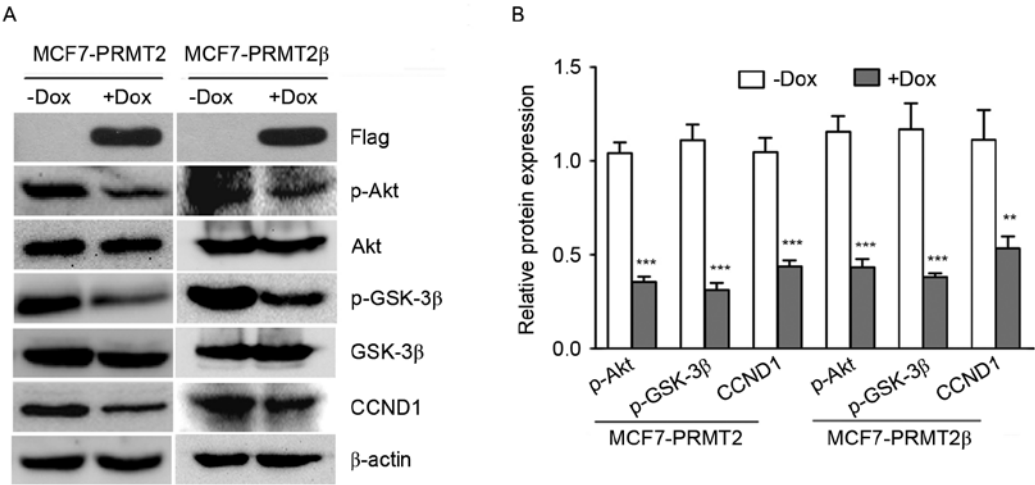 A
MCF7-PRMT2 MCF7-PRMT2β
-Dox +Dox -Dox +Dox
Flag
p-Akt
Akt
p-GSK-3β
GSK-3β
CCND1
β-actin
B
-Dox +Dox
Relative protein expression
1.5
1.0
0.5
0.0
*** *** *** *** *** **
p-Akt p-GSK-3β CCND1 p-Akt p-GSK-3β CCND1
MCF7-PRMT2 MCF7-PRMT2β